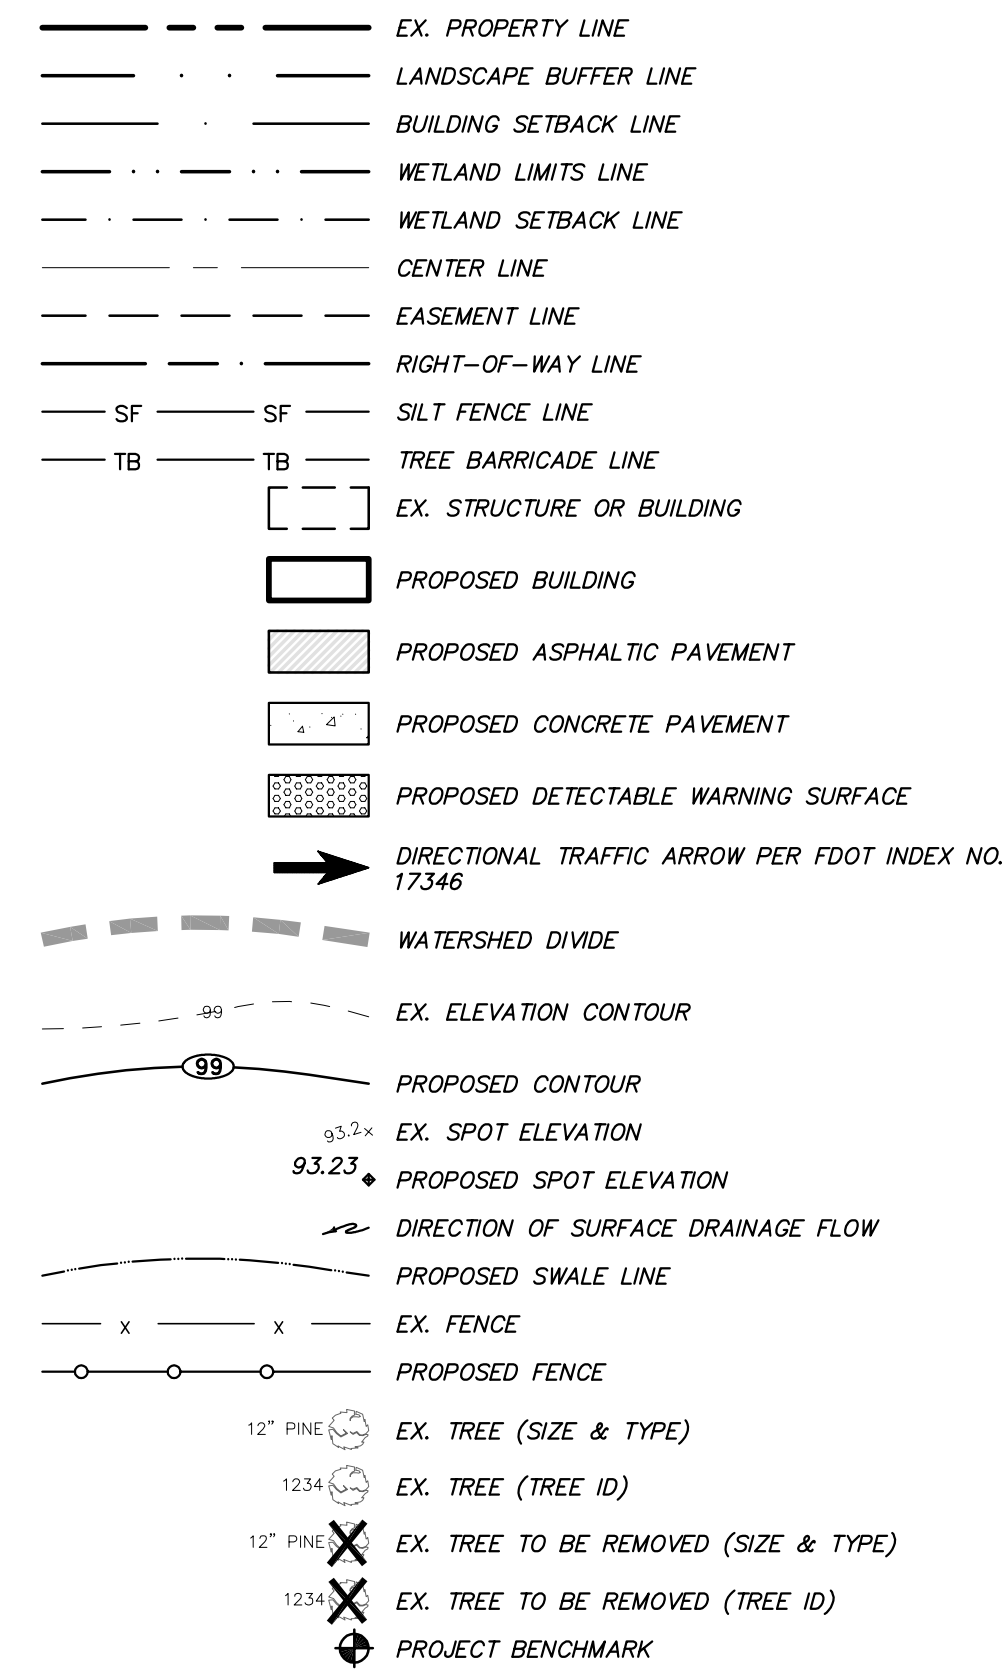 EX. PROPERTY LINE
LANDSCAPE BUFFER LINE
BUILDING SETBACK LINE
WETLAND LIMITS LINE
WETLAND SETBACK LINE
CENTER LINE
EASEMENT LINE
RIGHT-OF-WAY LINE
SF SF SILT FENCE LINE
TB TB TREE BARRICADE LINE
EX. STRUCTURE OR BUILDING
PROPOSED BUILDING
PROPOSED ASPHALTIC PAVEMENT
PROPOSED CONCRETE PAVEMENT
PROPOSED DETECTABLE WARNING SURFACE
DIRECTIONAL TRAFFIC ARROW PER FDOT INDEX NO.
17346
WATERSHED DIVIDE
99 EX. ELEVATION CONTOUR
99 PROPOSED CONTOUR
93.2x EX. SPOT ELEVATION
93.23 PROPOSED SPOT ELEVATION
DIRECTION OF SURFACE DRAINAGE FLOW
PROPOSED SWALE LINE
X X EX. FENCE
PROPOSED FENCE
12" PINE EX. TREE (SIZE & TYPE)
1234 EX. TREE (TREE ID)
12" PINE EX. TREE TO BE REMOVED (SIZE & TYPE)
1234 EX. TREE TO BE REMOVED (TREE ID)
PROJECT BENCHMARK